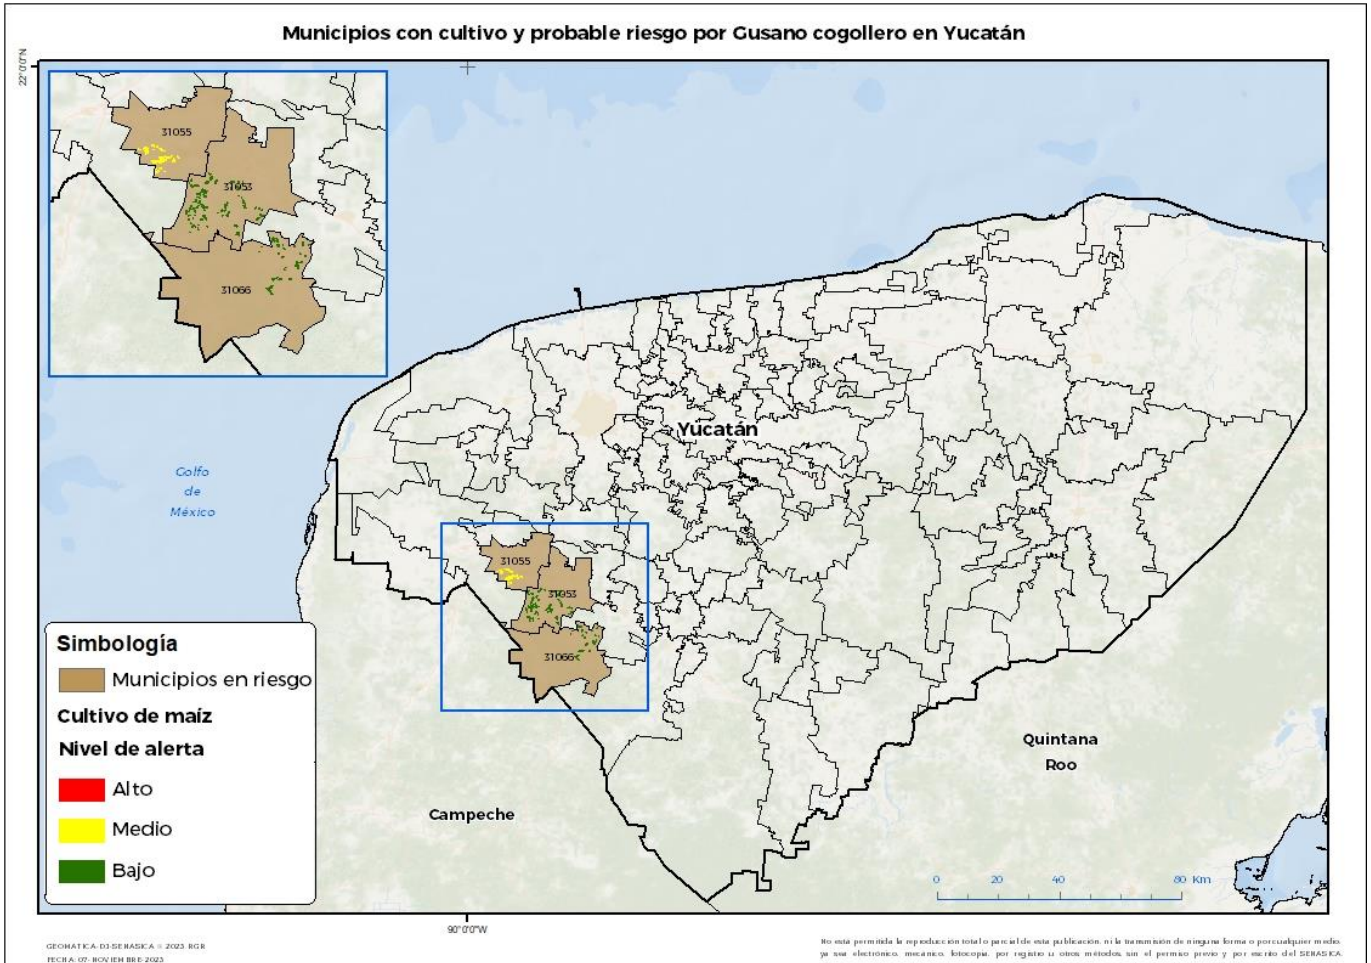 Municipios con cultivo y probable riesgo por Gusano cogollero en Yucatán
22°0'0"N
31055
31053
31066
Yucatán
Golfo
de
México
31055
31053
31066
Simbología
Municipios en riesgo
Cultivo de maíz
Nivel de alerta
Alto
Medio
Bajo
Campeche
Quintana
Roo
0 20 40 80 Km
90°0'0"W
GEOMATICA-DJ-SENASICA © 2023 RGR
FECHA: 07-NOVIEMBRE-2023
No está permitida la reproducción total o parcial de esta publicación, ni la transmisión de ninguna forma o por cualquier medio,
ya sea electrónico, mecánico, fotocopia, por registro u otros métodos, sin el permiso previo y por escrito del SENASICA